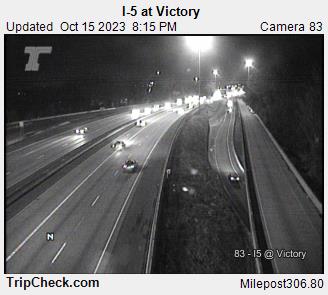 I-5 at Victory
Updated Oct 15 2023 8:15 PM Camera 83
T
N
83 - I5 @ Victory
TripCheck.com Milepost306.80